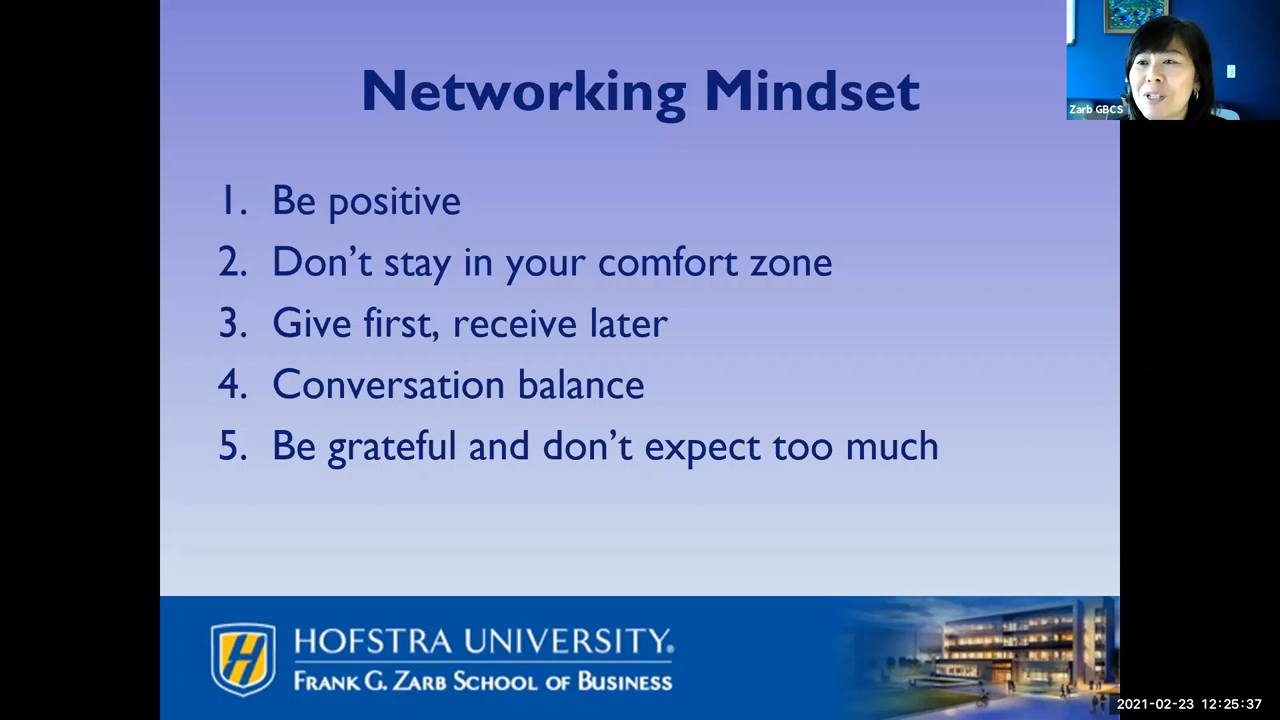 Networking Mindset
Zarb GBCS
1. Be positive
2. Don't stay in your comfort zone
3. Give first, receive later
4. Conversation balance
5. Be grateful and don't expect too much
H
HOFSTRA UNIVERSITY®
FRANK G. ZARB SCHOOL OF BUSINESS
2021-02-23 12:25:37